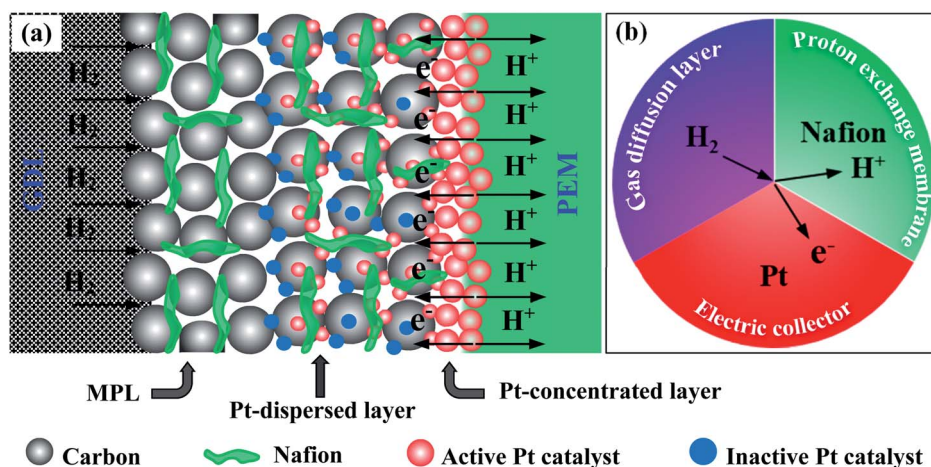 (a)
H2
H2
H2
H2
H2
H2
GDL
e-
e-
e-
e-
e-
e-
H+
H+
H+
H+
H+
H+
PEM
MPL
Pt-dispersed layer
Pt-concentrated layer
(b)
Gas diffusion layer
Proton exchange membrane
H2
Nafion
H+
e-
Pt
Electric collector
Carbon
Nafion
Active Pt catalyst
Inactive Pt catalyst